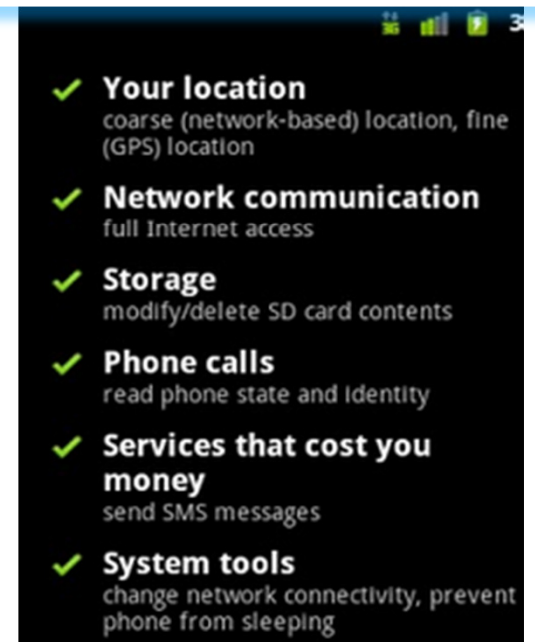 3G
Your location
coarse (network-based) location, fine
(GPS) location
Network communication
full Internet access
Storage
modify/delete SD card contents
Phone calls
read phone state and identity
Services that cost you
money
send SMS messages
System tools
change network connectivity, prevent
phone from sleeping